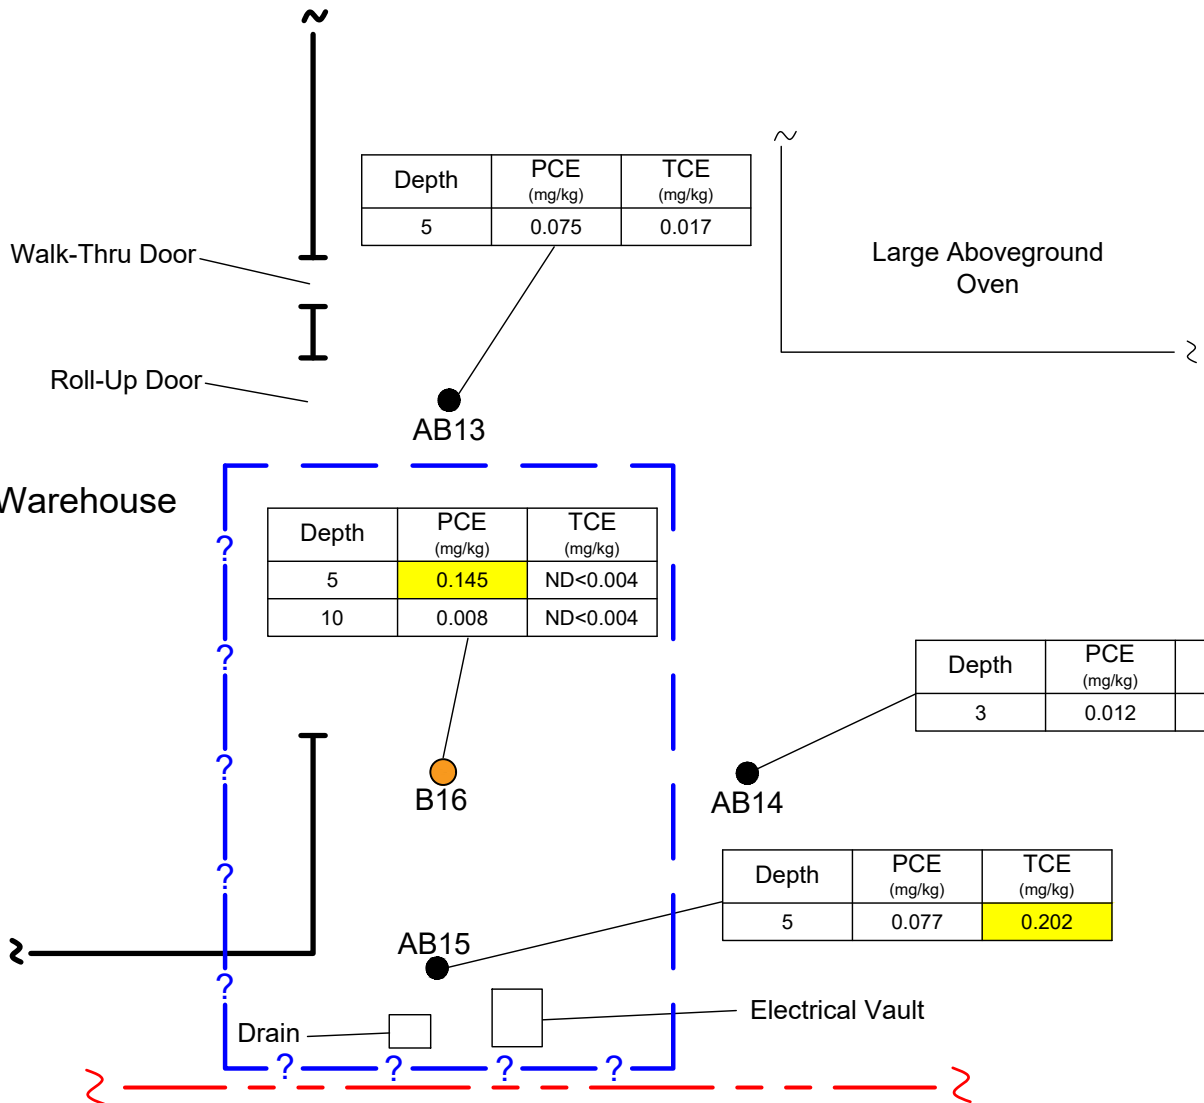 Depth PCE TCE
(mg/kg) (mg/kg)
5 0.075 0.017
Walk-Thru Door
Large Aboveground
Oven
Roll-Up Door
AB13
Warehouse
Depth PCE TCE
(mg/kg) (mg/kg)
5 0.145 ND<0.004
10 0.008 ND<0.004
?
?
?
?
?
B16
Depth PCE
(mg/kg)
3 0.012
AB14
Depth PCE TCE
(mg/kg) (mg/kg)
5 0.077 0.202
AB15
Electrical Vault
Drain
? ? ? ?